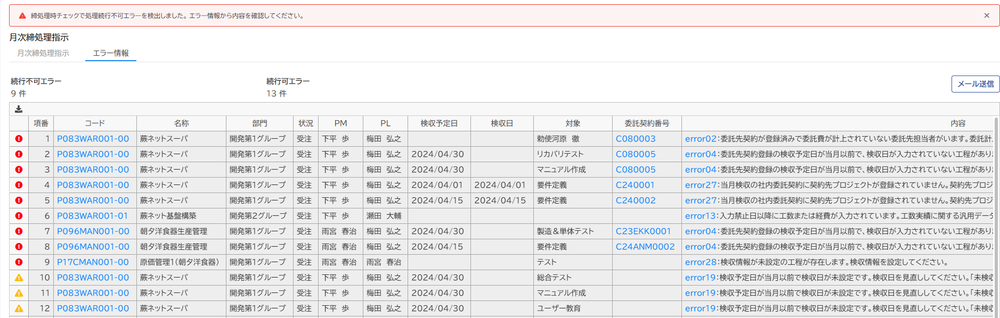 締処理時チェックで処理続行不可エラーを検出しました。エラー情報から内容を確認してください。
月次締処理指示
月次締処理指示 エラー情報
続行不可エラー 続行可エラー
9 件 13 件 メール送信
項番 コード 名称 部門 状況 PM PL 検収予定日 検収日 対象 委託契約番号 内容
1 P083WAR001-00 蕨ネットスーパ 開発第1グループ 受注 下平 歩 梅田 弘之 勅使河原 徹 C080003 error02：委託先契約が登録済みで委託費が計上されていない委託先担当者がいます。委託計
2 P083WAR001-00 蕨ネットスーパ 開発第1グループ 受注 下平 歩 梅田 弘之 2024/04/30 リカバリテスト C080005 error04：委託先契約登録の検収予定日が当月以前で、検収日が入力されていない工程があり
3 P083WAR001-00 蕨ネットスーパ 開発第1グループ 受注 下平 歩 梅田 弘之 2024/04/30 マニュアル作成 C080005 error04：委託先契約登録の検収予定日が当月以前で、検収日が入力されていない工程があり
4 P083WAR001-00 蕨ネットスーパ 開発第1グループ 受注 下平 歩 梅田 弘之 2024/04/01 2024/04/01 要件定義 C240001 error27：当月検収の社内委託契約に契約先プロジェクトが登録されていません。契約先プロジ
5 P083WAR001-00 蕨ネットスーパ 開発第1グループ 受注 下平 歩 梅田 弘之 2024/04/15 2024/04/15 要件定義 C240002 error27：当月検収の社内委託契約に契約先プロジェクトが登録されていません。契約先プロジ
6 P083WAR001-01 蕨ネット基盤構築 開発第2グループ 受注 下平 歩 瀬田 大輔 error13：入力禁止日以降に工数または経費が入力されています。工数実績に関する汎用データ
7 P096MAN001-00 朝夕洋食器生産管理 開発第1グループ 受注 雨宮 春治 梅田 弘之 2024/04/30 製造＆単体テスト C23EKK0001 error04：委託先契約登録の検収予定日が当月以前で、検収日が入力されていない工程があり
8 P096MAN001-00 朝夕洋食器生産管理 開発第1グループ 受注 雨宮 春治 梅田 弘之 2024/04/15 要件定義 C24ANM0002 error04：委託先契約登録の検収予定日が当月以前で、検収日が入力されていない工程があり
9 P17CMAN001-00 原価管理1（朝夕洋食器） 開発第1グループ 受注 雨宮 春治 雨宮 春治 テスト error28：検収情報が未設定の工程が存在します。検収情報を設定してください。
10 P083WAR001-00 蕨ネットスーパ 開発第1グループ 受注 下平 歩 梅田 弘之 2024/04/30 総合テスト error19：検収予定日が当月以前で検収日が未設定です。検収日を見直ししてください。「未検収
11 P083WAR001-00 蕨ネットスーパ 開発第1グループ 受注 下平 歩 梅田 弘之 2024/04/30 マニュアル作成 error19：検収予定日が当月以前で検収日が未設定です。検収日を見直ししてください。「未検収
12 P083WAR001-00 蕨ネットスーパ 開発第1グループ 受注 下平 歩 梅田 弘之 2024/04/30 ユーザー教育 error19：検収予定日が当月以前で検収日が未設定です。検収日を見直ししてください。「未検収